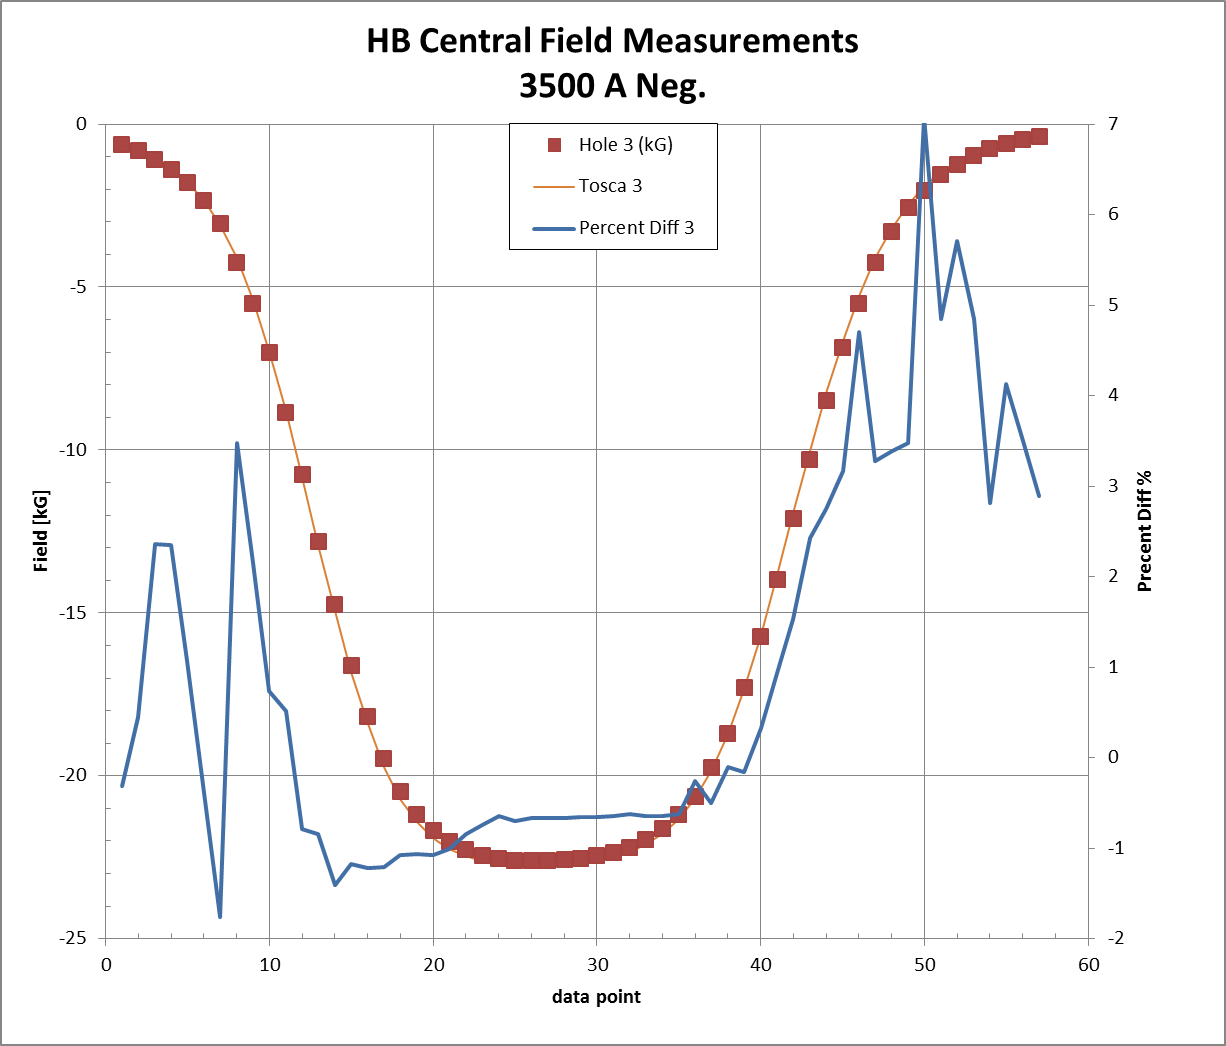 HB Central Field Measurements
3500 A Neg.
Hole 3 (kG)
Tosca 3
Percent Diff 3
0
-5
-10
-15
-20
-25
Field [kG]
7
6
5
4
3
2
1
0
-1
-2
Precent Diff %
0 10 20 30 40 50 60
data point